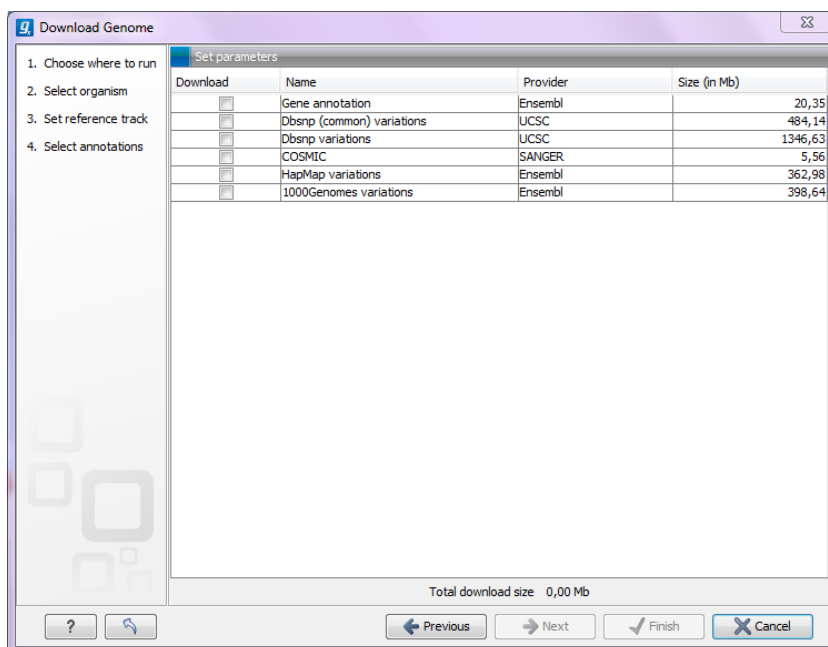 Download Genome
1. Choose where to run
2. Select organism
3. Set reference track
4. Select annotations
Set parameters
Download Name Provider Size (in Mb)
Gene annotation Ensembl 20,35
Dbsnp (common) variations UCSC 484,14
Dbsnp variations UCSC 1346,63
COSMIC SANGER 5,56
HapMap variations Ensembl 362,98
1000Genomes variations Ensembl 398,64
Total download size 0,00 Mb
? Previous Next Finish Cancel